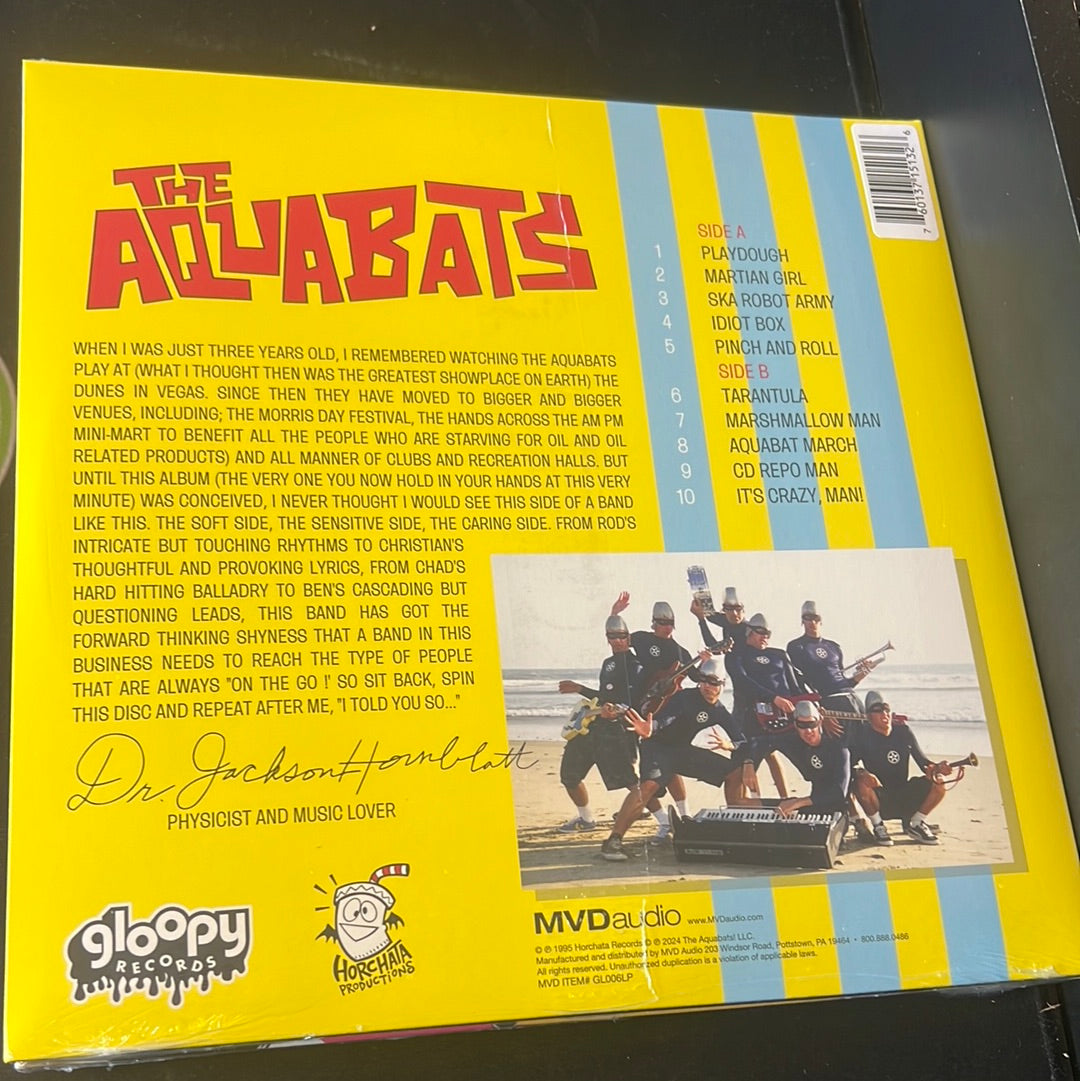 THE
AQUABATS
WHEN I WAS JUST THREE YEARS OLD, I REMEMBERED WATCHING THE AQUABATS
PLAY AT (WHAT I THOUGHT THEN WAS THE GREATEST SHOWPLACE ON EARTH) THE
DUNES IN VEGAS. SINCE THEN THEY HAVE MOVED TO BIGGER AND BIGGER
VENUES, INCLUDING; THE MORRIS DAY FESTIVAL, THE HANDS ACROSS THE AM PM
MINI-MART TO BENEFIT ALL THE PEOPLE WHO ARE STARVING FOR OIL AND OIL
RELATED PRODUCTS) AND ALL MANNER OF CLUBS AND RECREATION HALLS. BUT
UNTIL THIS ALBUM (THE VERY ONE YOU NOW HOLD IN YOUR HANDS AT THIS VERY
MINUTE) WAS CONCEIVED, I NEVER THOUGHT I WOULD SEE THIS SIDE OF A BAND
LIKE THIS. THE SOFT SIDE, THE SENSITIVE SIDE, THE CARING SIDE. FROM ROD'S
INTRICATE BUT TOUCHING RHYTHMS TO CHRISTIAN'S
THOUGHTFUL AND PROVOKING LYRICS, FROM CHAD'S
HARD HITTING BALLADRY TO BEN'S CASCADING BUT
QUESTIONING LEADS, THIS BAND HAS GOT THE
FORWARD THINKING SHYNESS THAT A BAND IN THIS
BUSINESS NEEDS TO REACH THE TYPE OF PEOPLE
THAT ARE ALWAYS "ON THE GO !' SO SIT BACK, SPIN
THIS DISC AND REPEAT AFTER ME, "I TOLD YOU SO..."
Dr. Jackson Hornblatt
PHYSICIST AND MUSIC LOVER
gloopy
RECORDS
HORCHATA
PRODUCTIONS
SIDE A
1 PLAYDOUGH
2 MARTIAN GIRL
3 SKA ROBOT ARMY
4 IDIOT BOX
5 PINCH AND ROLL
SIDE B
6 TARANTULA
7 MARSHMALLOW MAN
8 AQUABAT MARCH
9 CD REPO MAN
10 IT'S CRAZY, MAN!
7 60137 15132 6
MVDaudio www.MVDaudio.com
© ℗ 1995 Horchata Records © ℗ 2024 The Aquabats! LLC.
Manufactured and distributed by MVD Audio 203 Windsor Road, Pottstown, PA 19464 • 800.888.0486
All rights reserved. Unauthorized duplication is a violation of applicable laws.
MVD ITEM# GL006LP